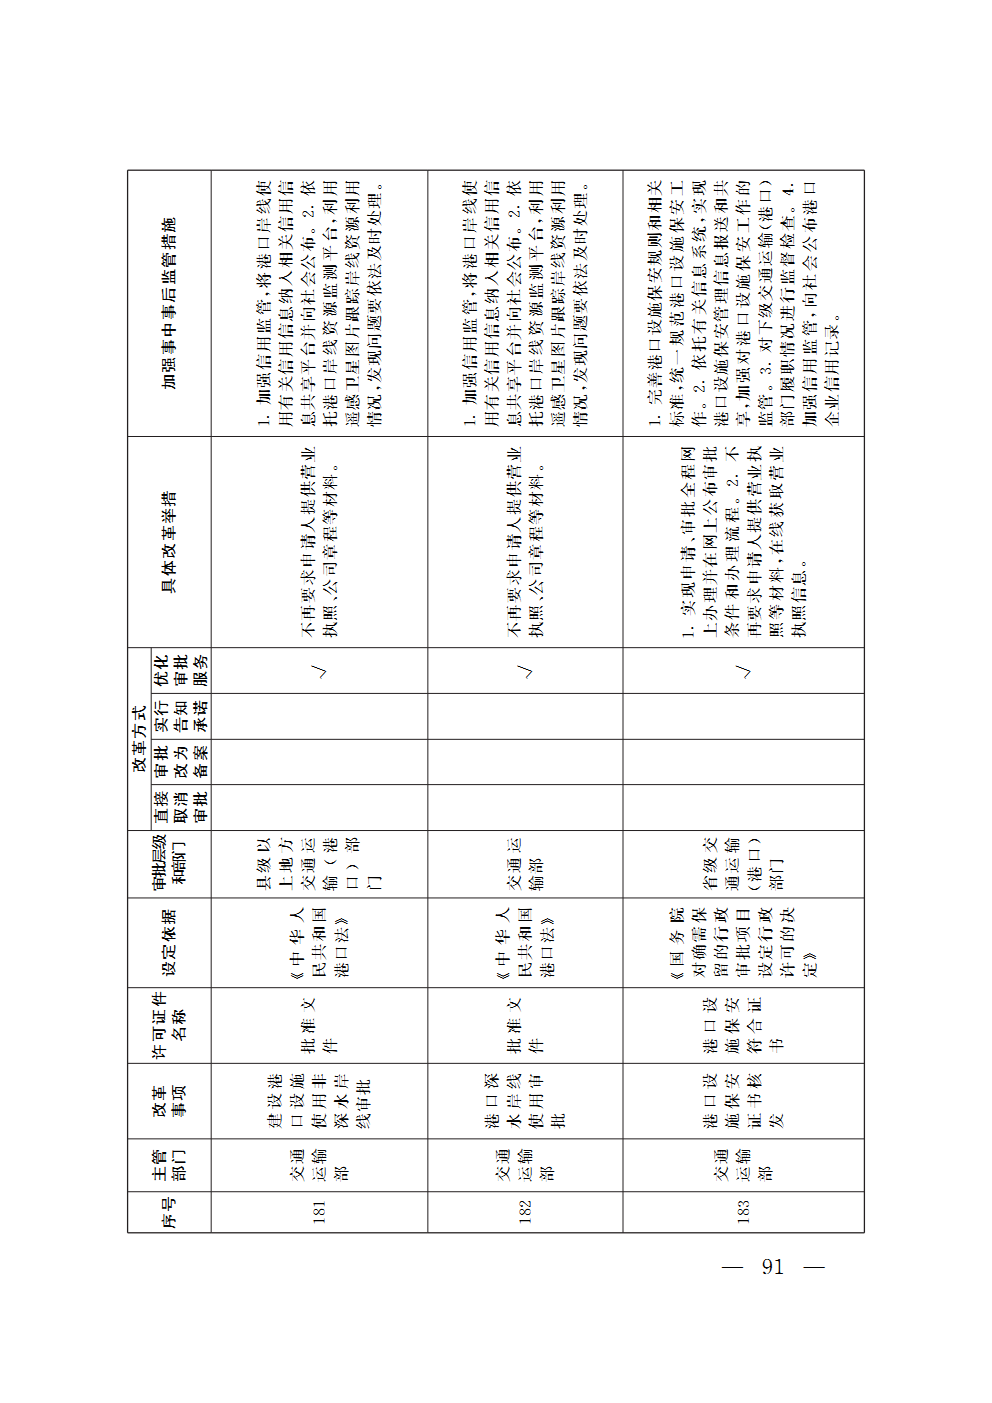 序号
主管
部门
改革
事项
许可证件
名称
设定依据
审批层级
和部门
改革方式
直接
取消
审批
审批
改为
备案
实行
告知
承诺
优化
审批
服务
具体改革举措
加强事中事后监管措施
181
交通
运输
部
建设港
口设施
使用非
深水岸
线审批
批准文
件
《中华人
民共和国
港口法》
县级以
上地方
交通运
输（港
口）部
门
√
不再要求申请人提供营业
执照、公司章程等材料。
1. 加强信用监管,将港口岸线使
用有关信用信息纳入相关信用信
息共享平台并向社会公布。2. 依
托港口岸线资源监测平台,利用
遥感卫星图片跟踪岸线资源利用
情况,发现问题要依法及时处理。
182
交通
运输
部
港口深
水岸线
使用审
批
批准文
件
《中华人
民共和国
港口法》
交通运
输部
√
不再要求申请人提供营业
执照、公司章程等材料。
1. 加强信用监管,将港口岸线使
用有关信用信息纳入相关信用信
息共享平台并向社会公布。2. 依
托港口岸线资源监测平台,利用
遥感卫星图片跟踪岸线资源利用
情况,发现问题要依法及时处理。
183
交通
运输
部
港口设
施保安
证书核
发
港口设
施保安
符合证
书
《国务院
对确需保
留的行政
审批项目
设定行政
许可的决
定》
省级交
通运输
（港口）
部门
√
1. 实现申请、审批全程网
上办理并在网上公布审批
条件和办理流程。2. 不
再要求申请人提供营业执
照等材料,在线获取营业
执照信息。
1. 完善港口设施保安规则和相关
标准,统一规范港口设施保安工
作。2. 依托有关信息系统,实现
港口设施保安管理信息报送和共
享,加强对港口设施保安工作的
监管。3. 对下级交通运输(港口)
部门履职情况进行监督检查。4.
加强信用监管,向社会公布港口
企业信用记录。
— 91 —